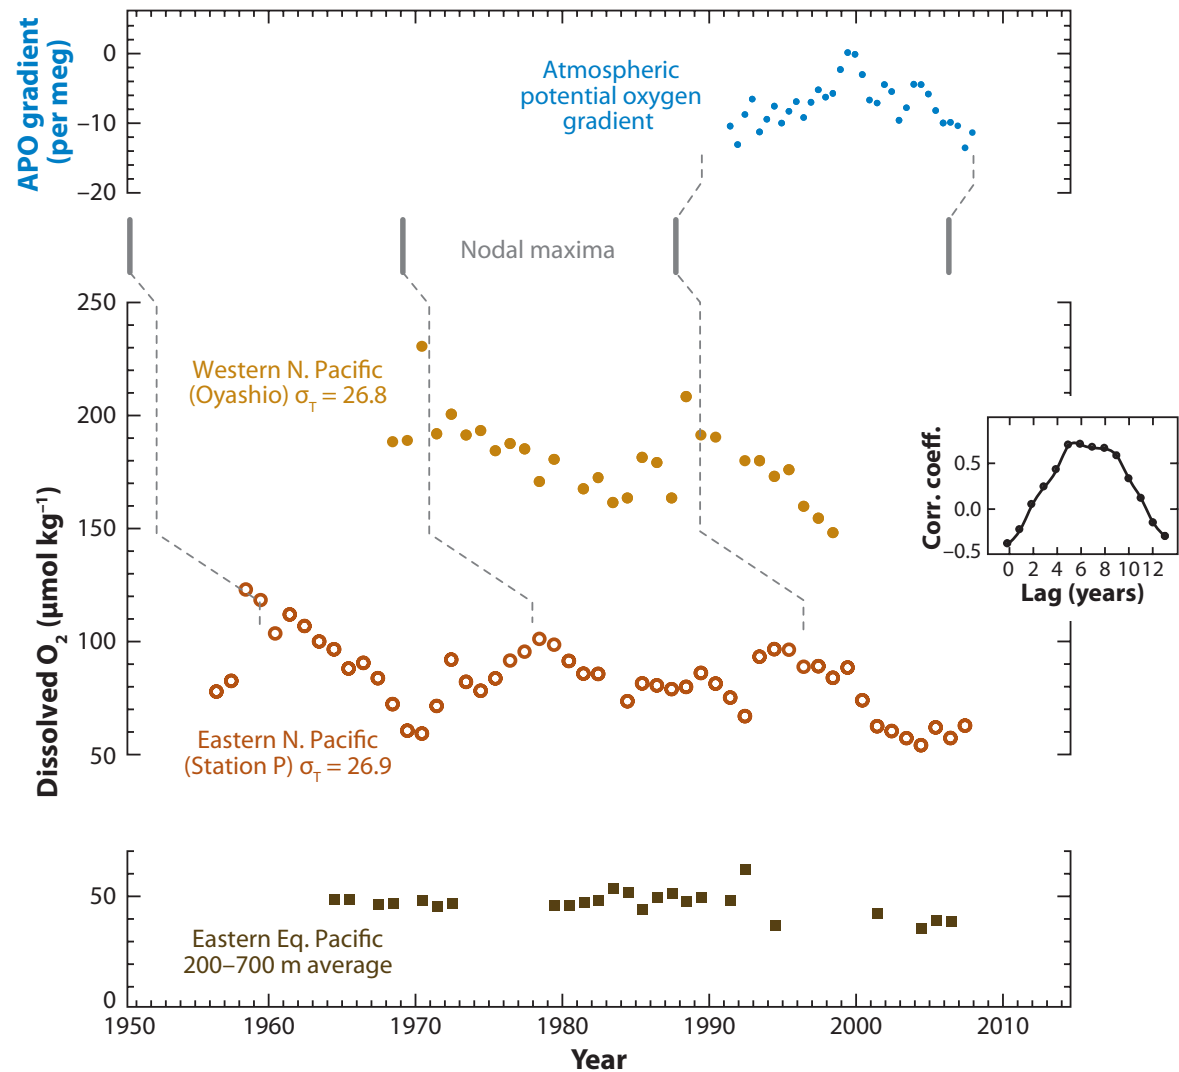 APO gradient
(per meg)
0
–10
–20
Atmospheric
potential oxygen
gradient
Nodal maxima
Dissolved O2 (μmol kg–1)
250
200
150
100
50
Western N. Pacific
(Oyashio) σT = 26.8
Eastern N. Pacific
(Station P) σT = 26.9
Corr. coeff.
0.5
0.0
–0.5
0 2 4 6 8 10 12
Lag (years)
50
0
Eastern Eq. Pacific
200–700 m average
1950 1960 1970 1980 1990 2000 2010
Year